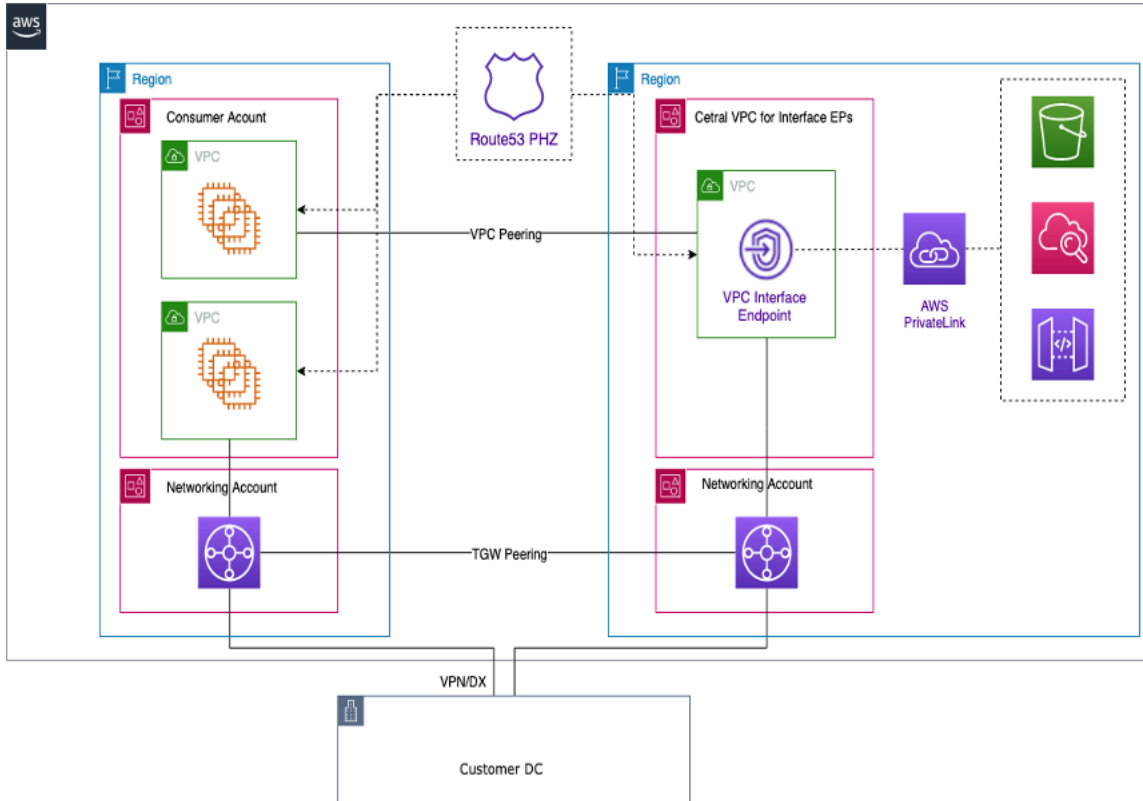 aws
Region
Consumer Acount
VPC
VPC
Networking Account
Route53 PHZ
VPC Peering
TGW Peering
Region
Cetral VPC for Interface EPs
VPC
VPC Interface
Endpoint
AWS
PrivateLink
</>
Networking Account
VPN/DX
Customer DC